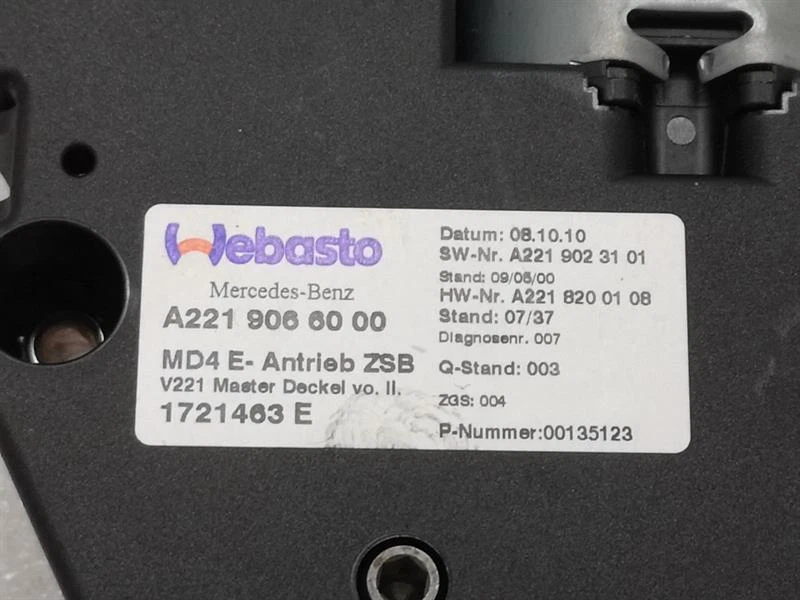 Webasto
Mercedes-Benz
A221 906 60 00
MD4 E- Antrieb ZSB
V221 Master Deckel vo. li.
1721463 E
Datum: 08.10.10
SW-Nr. A221 902 31 01
Stand: 09/05/00
HW-Nr. A221 820 01 08
Stand: 07/37
Diagnosenr. 007
Q-Stand: 003
ZGS: 004
P-Nummer:00135123